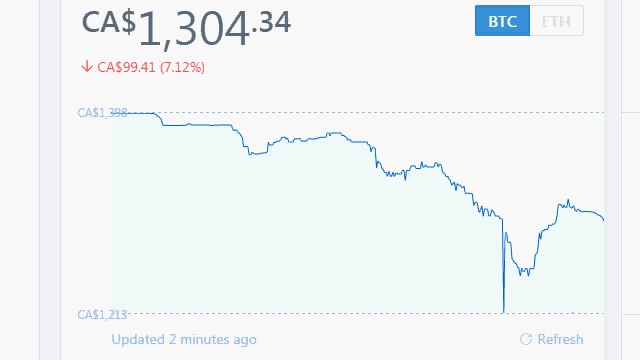 CA$1,304.34
BTC ETH
↓ CA$99.41 (7.12%)
CA$1,398
CA$1,213
Updated 2 minutes ago
Refresh